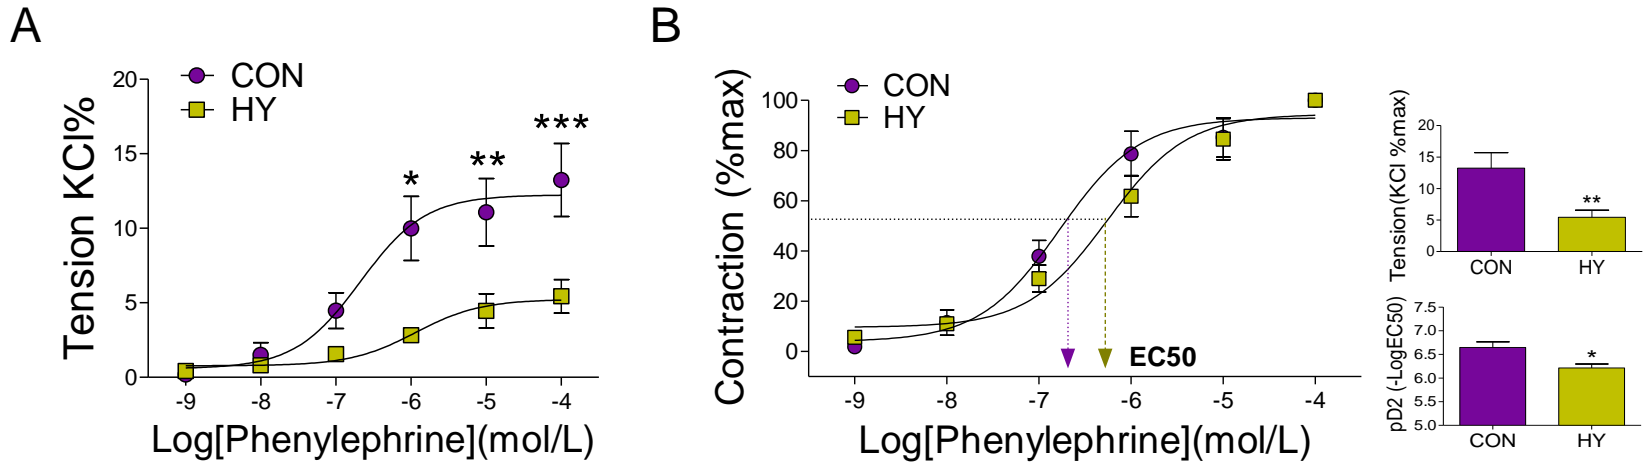 A
CON
HY
Tension KCl%
20
15
10
5
0
*
**
***
-9 -8 -7 -6 -5 -4
Log[Phenylephrine](mol/L)
B
CON
HY
Contraction (%max)
100
80
60
40
20
0
EC50
-9 -8 -7 -6 -5 -4
Log[Phenylephrine](mol/L)
Tension(KCl %max)
20
15
10
5
0
**
CON HY
pD2 (-LogEC50)
7.5
7.0
6.5
6.0
5.5
5.0
*
CON HY